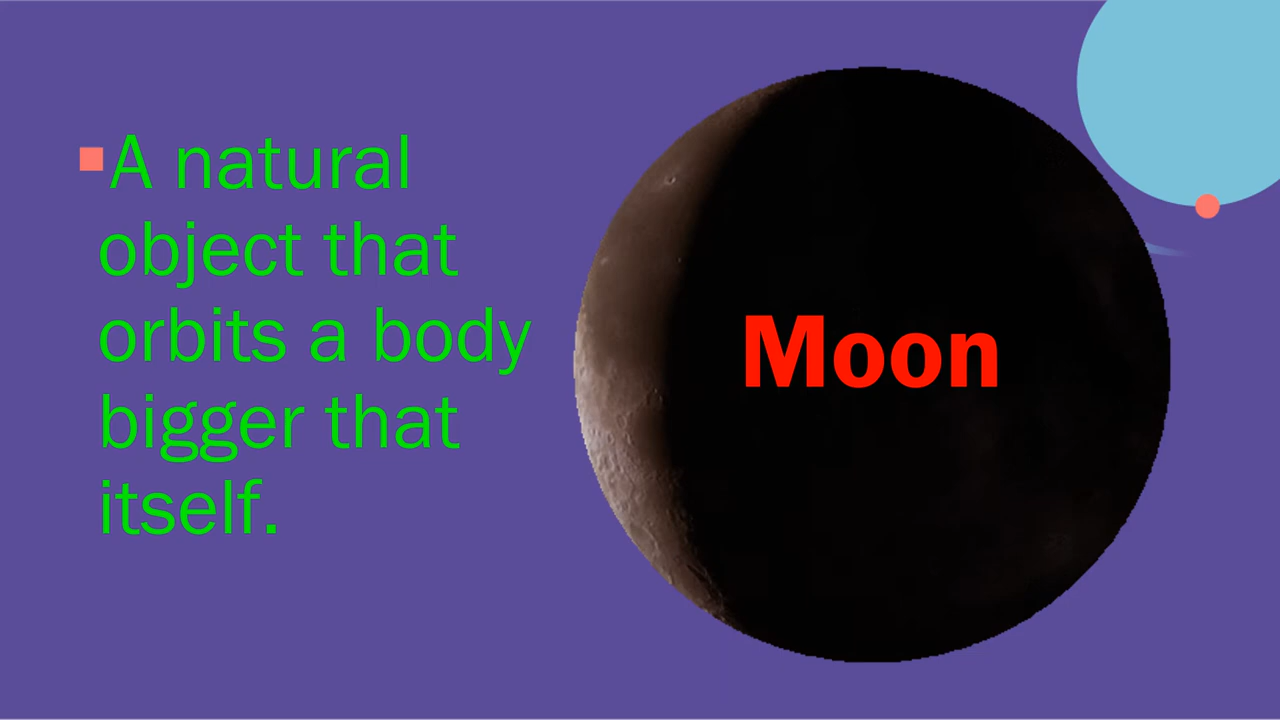 A natural
object that
orbits a body
bigger that
itself.
Moon